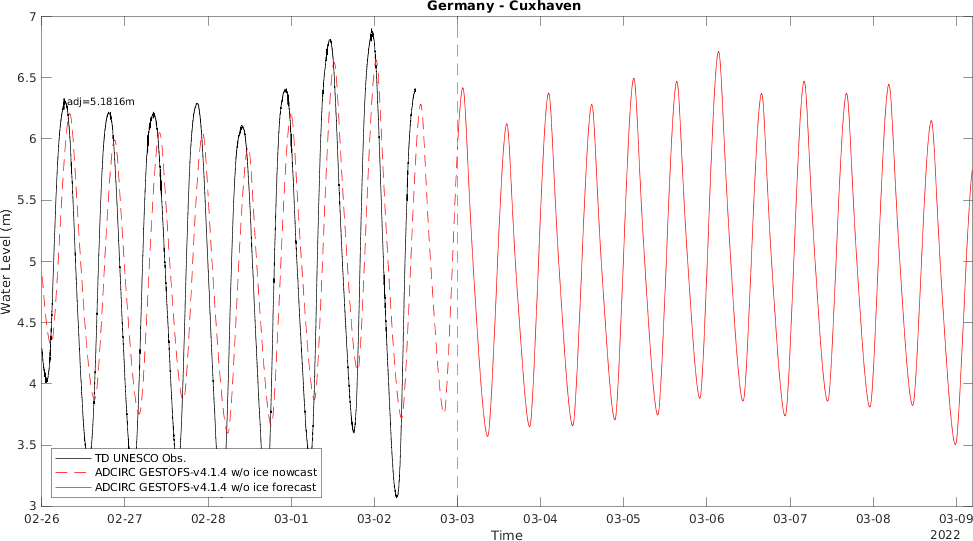 Germany - Cuxhaven
7
6.5
adj=5.1816m
6
5.5
5
4.5
4
3.5
3
Water Level (m)
TD UNESCO Obs.
ADCIRC GESTOFS-v4.1.4 w/o ice nowcast
ADCIRC GESTOFS-v4.1.4 w/o ice forecast
02-26 02-27 02-28 03-01 03-02 03-03 03-04 03-05 03-06 03-07 03-08 03-09
Time
2022